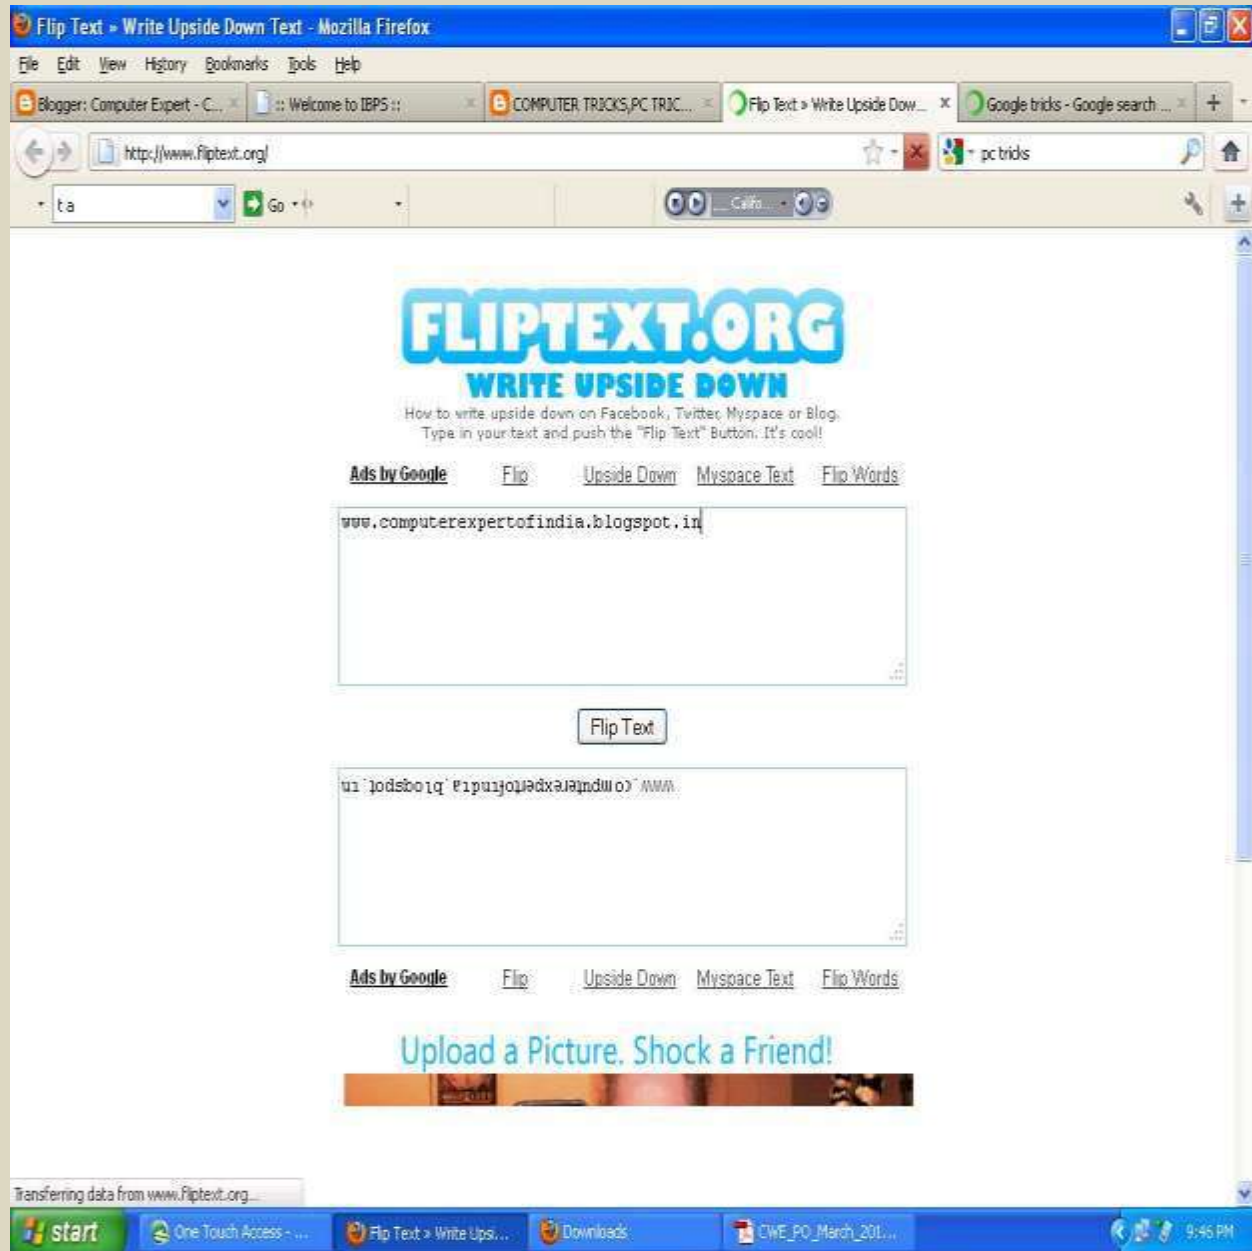 Flip Text » Write Upside Down Text - Mozilla Firefox
File Edit View History Bookmarks Tools Help
Blogger: Computer Expert - C... :: Welcome to IBPS :: COMPUTER TRICKS,PC TRIC... Flip Text » Write Upside Dow... Google tricks - Google search ...
http://www.fliptext.org/ pc tricks
ta Go Califo...
FLIPTEXT.ORG
WRITE UPSIDE DOWN
How to write upside down on Facebook, Twitter, Myspace or Blog.
Type in your text and push the "Flip Text" Button. It's cool!
Ads by Google Flip Upside Down Myspace Text Flip Words
www.computerexpertofindia.blogspot.in
Flip Text
uı˙ʇodsboʅq˙ɐıpuıɟoʇɹǝdxǝɹǝʇndɯoɔ˙ʍʍʍ
Ads by Google Flip Upside Down Myspace Text Flip Words
Upload a Picture. Shock a Friend!
Transferring data from www.fliptext.org...
start One Touch Access - ... Flip Text » Write Upsi... Downloads CWE_PO_March_201... 9:46 PM